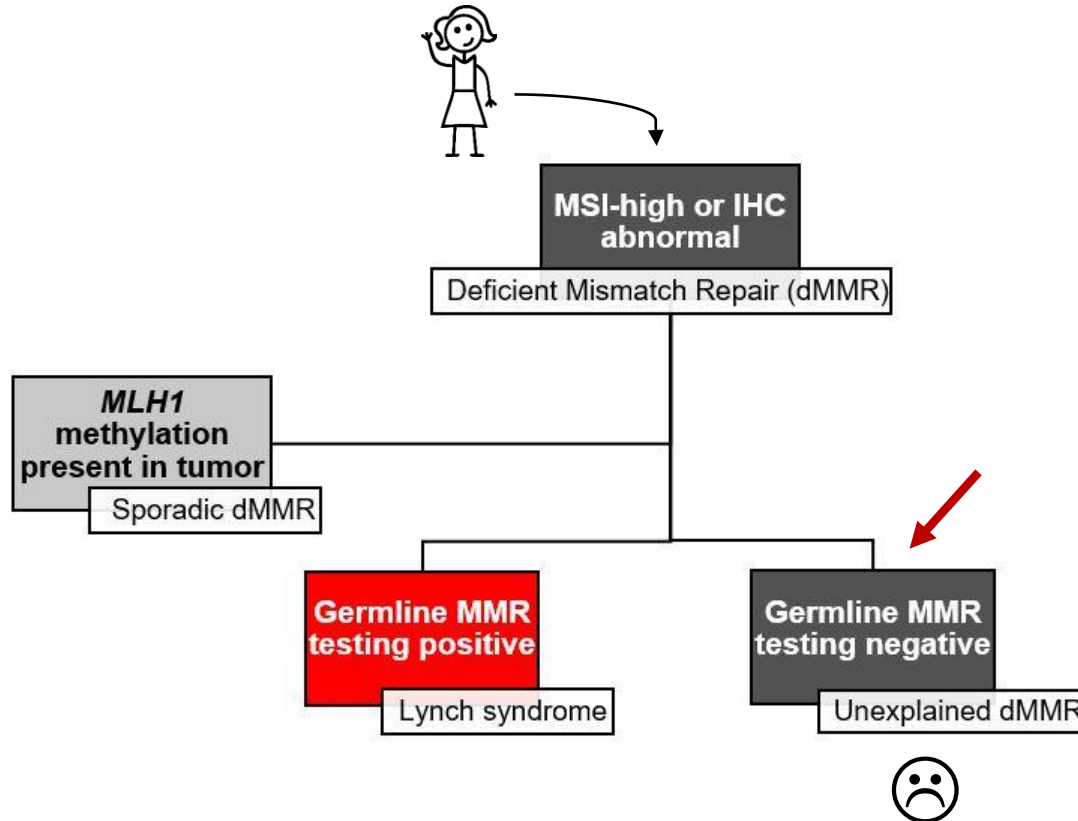 MSI-high or IHC
abnormal
Deficient Mismatch Repair (dMMR)
MLH1
methylation
present in tumor
Sporadic dMMR
Germline MMR
testing positive
Lynch syndrome
Germline MMR
testing negative
Unexplained dMMR